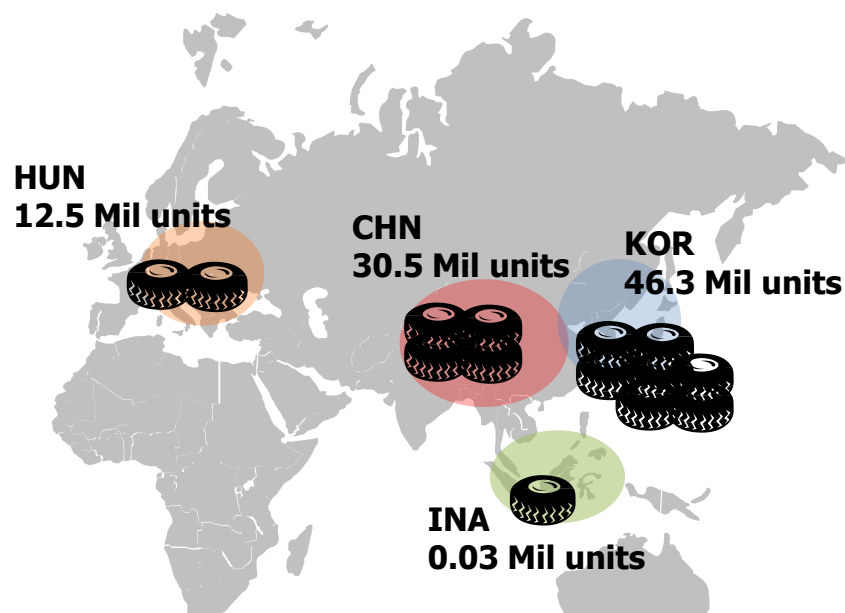 HUN
12.5 Mil units
CHN
30.5 Mil units
KOR
46.3 Mil units
INA
0.03 Mil units